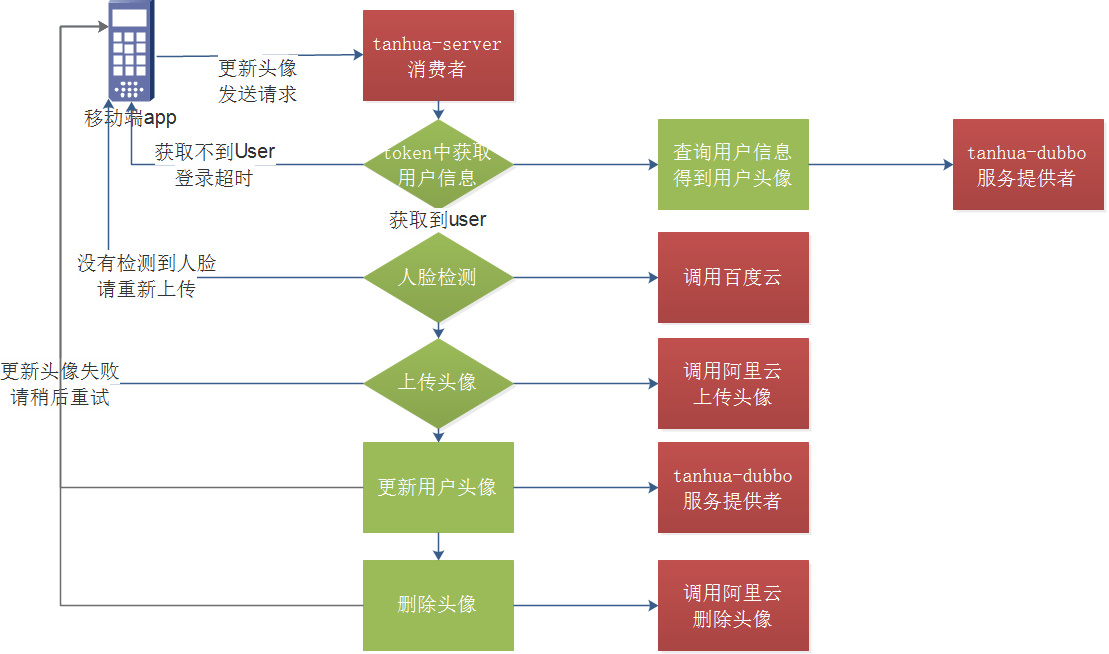 tanhua-server
消费者
更新头像
发送请求
移动端app
获取不到User
登录超时
token中获取
用户信息
查询用户信息
得到用户头像
tanhua-dubbo
服务提供者
获取到user
没有检测到人脸
请重新上传
人脸检测
调用百度云
更新头像失败
请稍后重试
上传头像
调用阿里云
上传头像
更新用户头像
tanhua-dubbo
服务提供者
删除头像
调用阿里云
删除头像